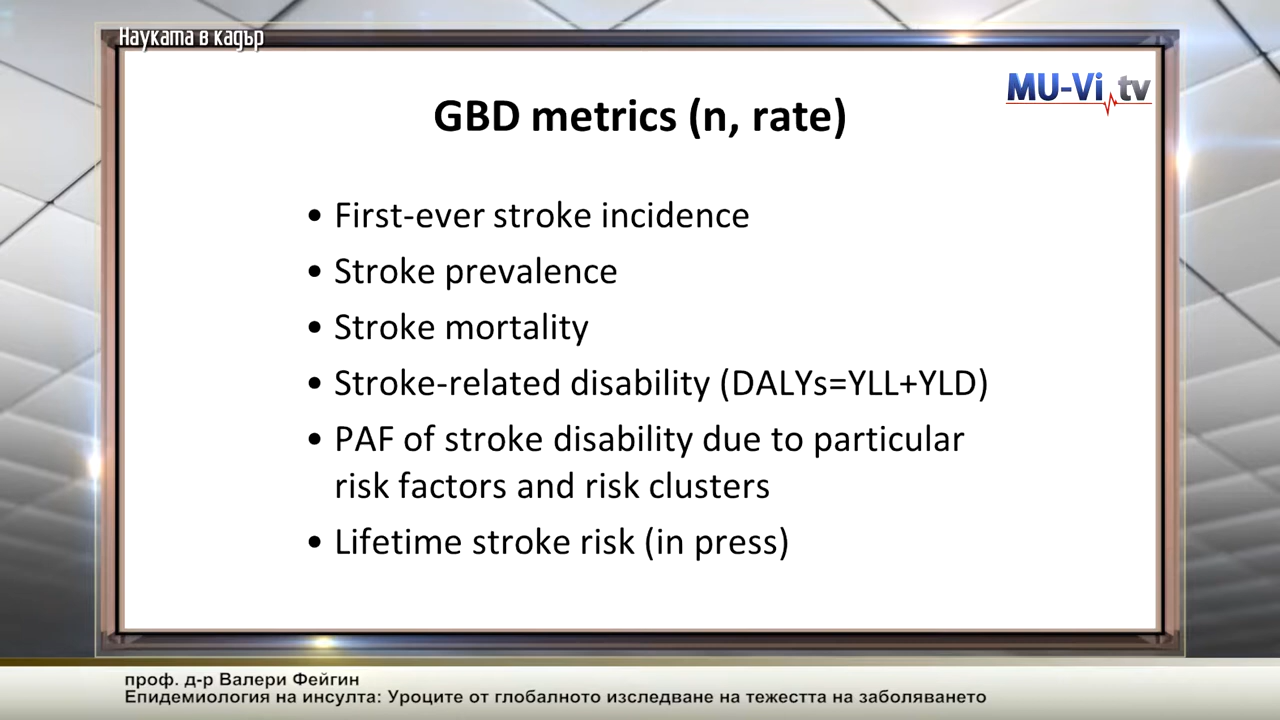 Науката в кадър
MU-Vi.tv
GBD metrics (n, rate)
• First-ever stroke incidence
• Stroke prevalence
• Stroke mortality
• Stroke-related disability (DALYs=YLL+YLD)
• PAF of stroke disability due to particular
risk factors and risk clusters
• Lifetime stroke risk (in press)
проф. д-р Валери Фейгин
Епидемиология на инсулта: Уроците от глобалното изследване на тежестта на заболяването